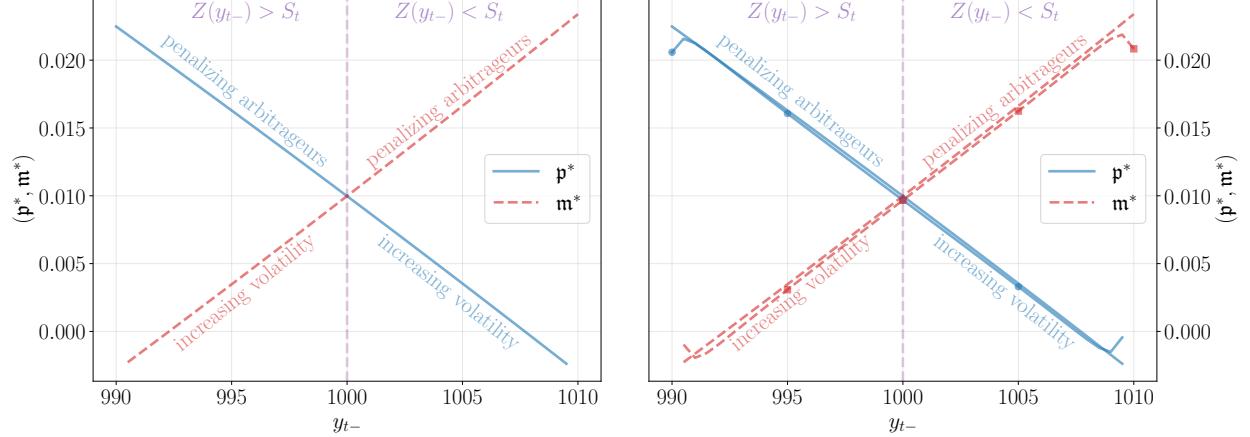 Z(y_{t−}) > S_t
Z(y_{t−}) < S_t
penalizing arbitrageurs
penalizing arbitrageurs
increasing volatility
increasing volatility
𝔭*
𝔪*
0.020
0.015
0.010
0.005
0.000
(𝔭*, 𝔪*)
990
995
1000
1005
1010
y_{t−}
Z(y_{t−}) > S_t
Z(y_{t−}) < S_t
penalizing arbitrageurs
penalizing arbitrageurs
increasing volatility
increasing volatility
𝔭*
𝔪*
0.020
0.015
0.010
0.005
0.000
(𝔭*, 𝔪*)
990
995
1000
1005
1010
y_{t−}